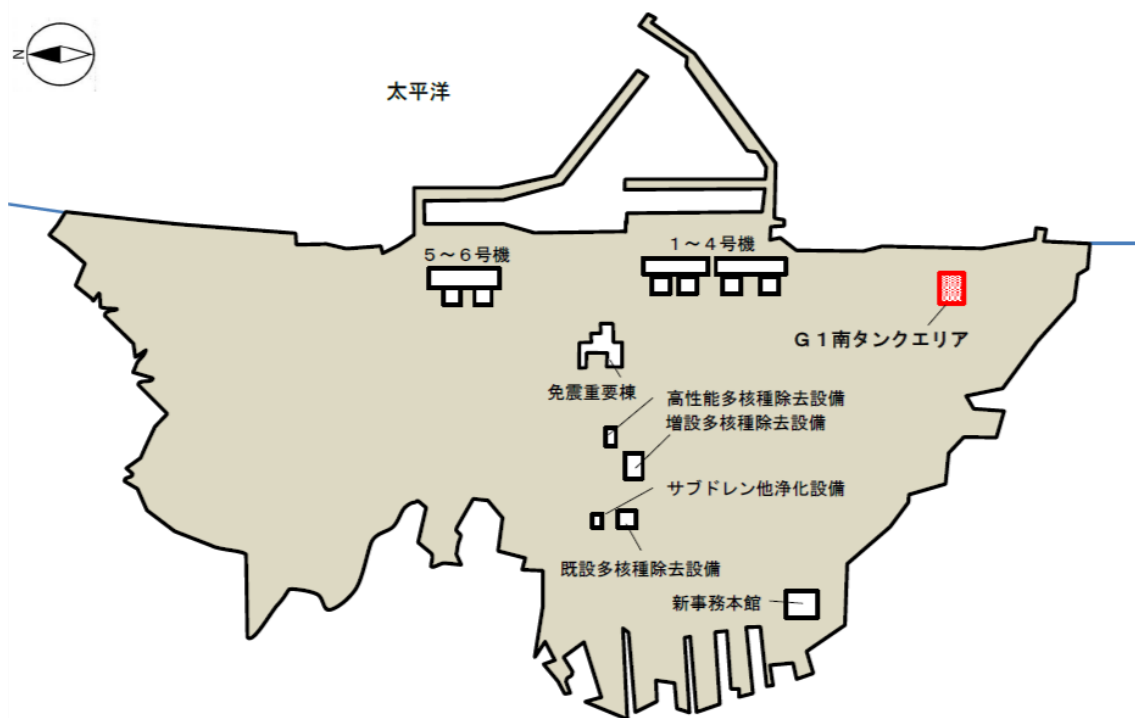 N
太平洋
5~6号機
1~4号機
G1南タンクエリア
免震重要棟
高性能多核種除去設備
増設多核種除去設備
サブドレン他浄化設備
既設多核種除去設備
新事務本館